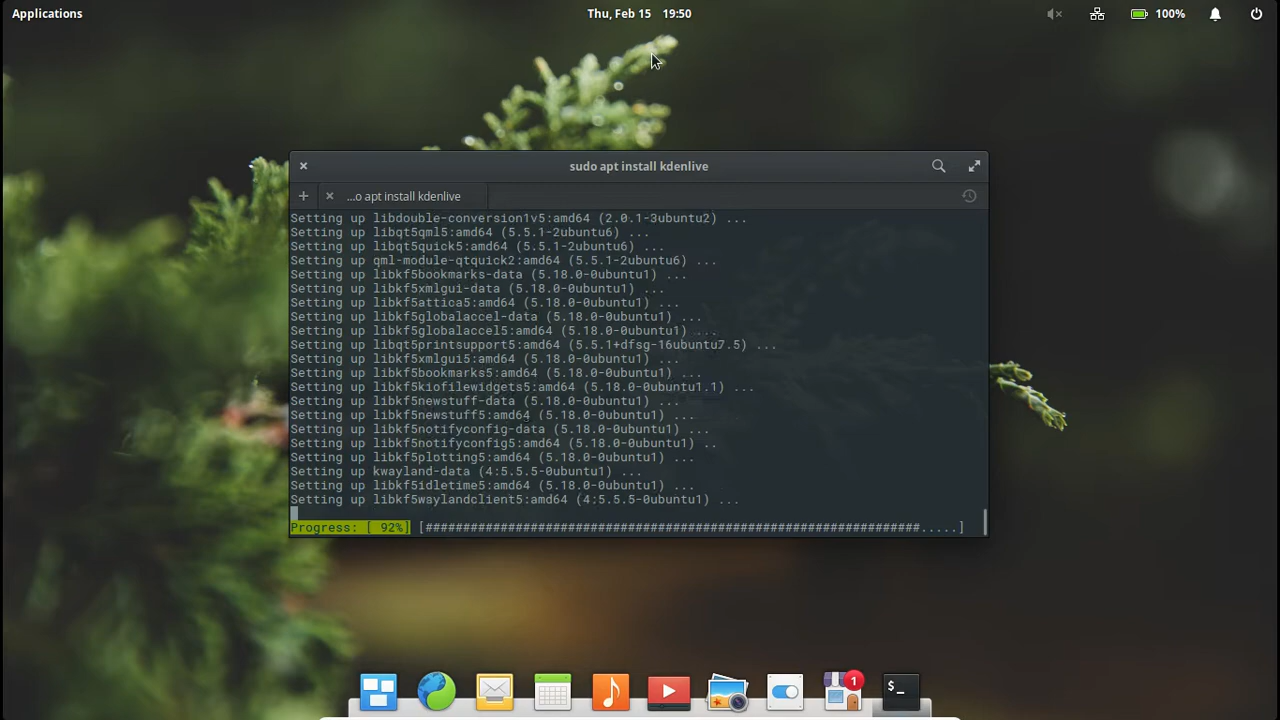 Applications
Thu, Feb 15 19:50
100%
sudo apt install kdenlive
...o apt install kdenlive
Setting up libdouble-conversion1v5:amd64 (2.0.1-3ubuntu2) ...
Setting up libqt5qml5:amd64 (5.5.1-2ubuntu6) ...
Setting up libqt5quick5:amd64 (5.5.1-2ubuntu6) ...
Setting up qml-module-qtquick2:amd64 (5.5.1-2ubuntu6) ...
Setting up libkf5bookmarks-data (5.18.0-0ubuntu1) ...
Setting up libkf5xmlgui-data (5.18.0-0ubuntu1) ...
Setting up libkf5attica5:amd64 (5.18.0-0ubuntu1) ...
Setting up libkf5globalaccel-data (5.18.0-0ubuntu1) ...
Setting up libkf5globalaccel5:amd64 (5.18.0-0ubuntu1) ...
Setting up libqt5printsupport5:amd64 (5.5.1+dfsg-16ubuntu7.5) ...
Setting up libkf5xmlgui5:amd64 (5.18.0-0ubuntu1) ...
Setting up libkf5bookmarks5:amd64 (5.18.0-0ubuntu1) ...
Setting up libkf5kiofilewidgets5:amd64 (5.18.0-0ubuntu1.1) ...
Setting up libkf5newstuff-data (5.18.0-0ubuntu1) ...
Setting up libkf5newstuff5:amd64 (5.18.0-0ubuntu1) ...
Setting up libkf5notifyconfig-data (5.18.0-0ubuntu1) ...
Setting up libkf5notifyconfig5:amd64 (5.18.0-0ubuntu1) ..
Setting up libkf5plotting5:amd64 (5.18.0-0ubuntu1) ...
Setting up kwayland-data (4:5.5.5-0ubuntu1) ...
Setting up libkf5idletime5:amd64 (5.18.0-0ubuntu1) ...
Setting up libkf5waylandclient5:amd64 (4:5.5.5-0ubuntu1) ...
Progress: [ 92%] [##################################################################.....]
1
>_